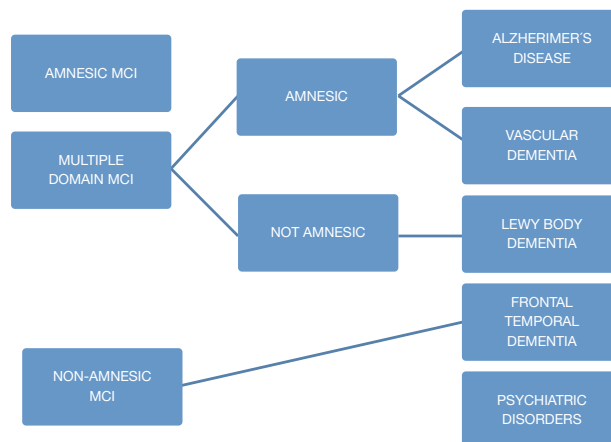 AMNESIC MCI
MULTIPLE
DOMAIN MCI
NON-AMNESIC
MCI
AMNESIC
NOT AMNESIC
ALZHERIMER´S
DISEASE
VASCULAR
DEMENTIA
LEWY BODY
DEMENTIA
FRONTAL
TEMPORAL
DEMENTIA
PSYCHIATRIC
DISORDERS